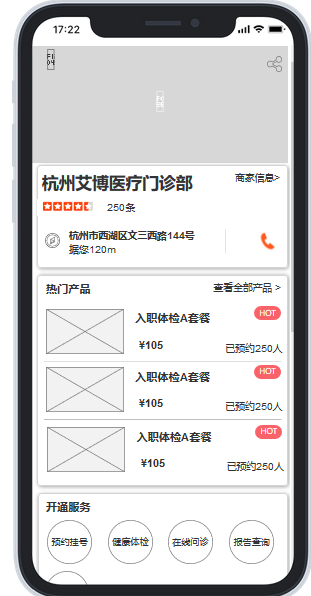 17:22
杭州艾博医疗门诊部
商家信息>
250条
杭州市西湖区文三西路144号
据您120m
热门产品
查看全部产品 >
入职体检A套餐
HOT
¥105
已预约250人
入职体检A套餐
HOT
¥105
已预约250人
入职体检A套餐
HOT
¥105
已预约250人
开通服务
预约挂号
健康体检
在线问诊
报告查询